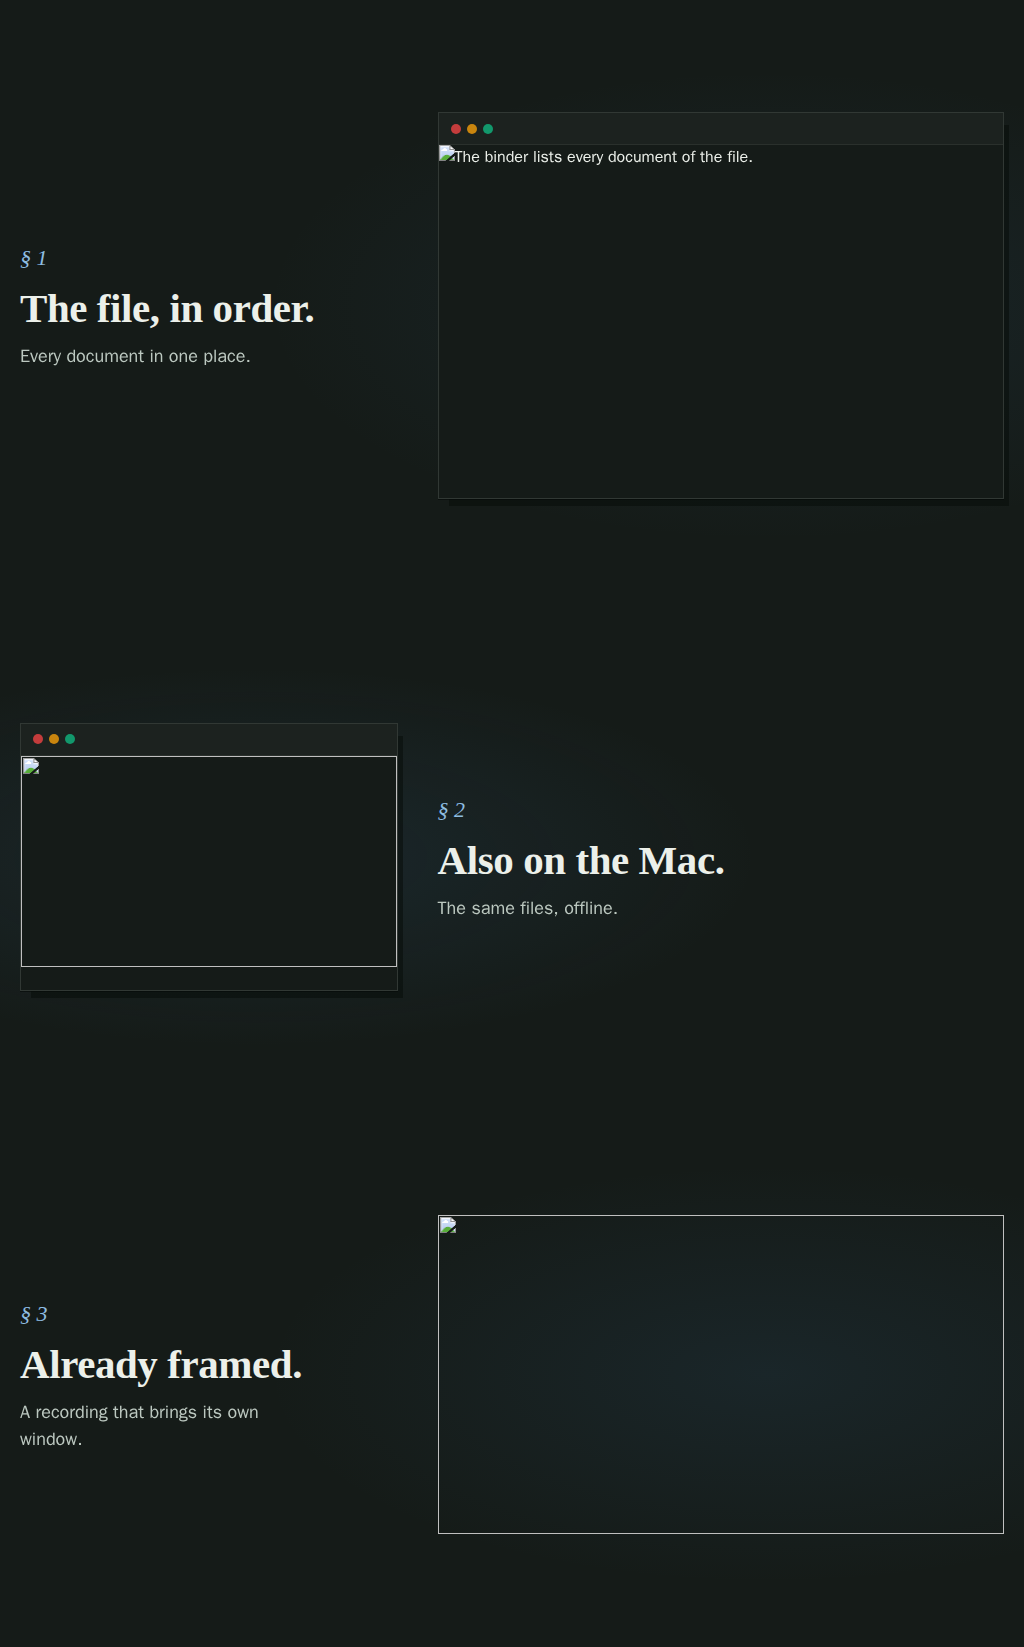 The binder lists every document of the file.
§ 1
The file, in order.
Every document in one place.
§ 2
Also on the Mac.
The same files, offline.
§ 3
Already framed.
A recording that brings its own
window.